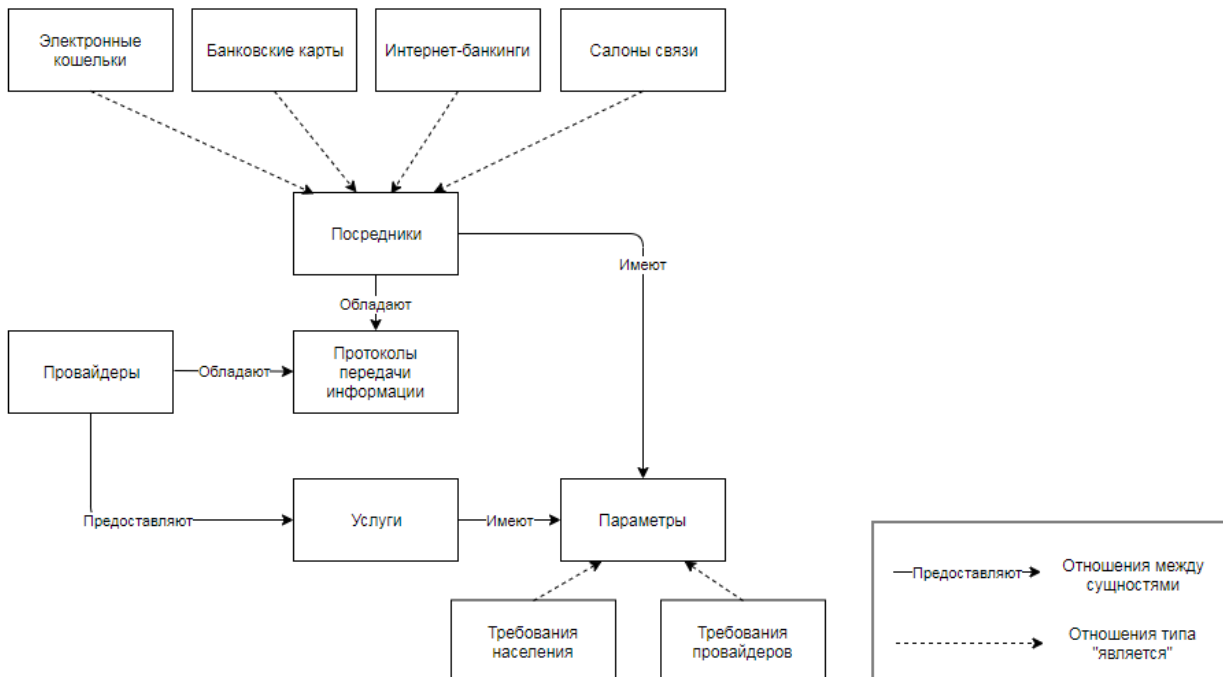 Электронные
кошельки
Банковские карты
Интернет-банкинги
Салоны связи
Посредники
Имеют
Обладают
Провайдеры
Обладают
Протоколы
передачи
информации
Предоставляют
Услуги
Имеют
Параметры
Требования
населения
Требования
провайдеров
Предоставляют
Отношения между
сущностями
Отношения типа
"является"